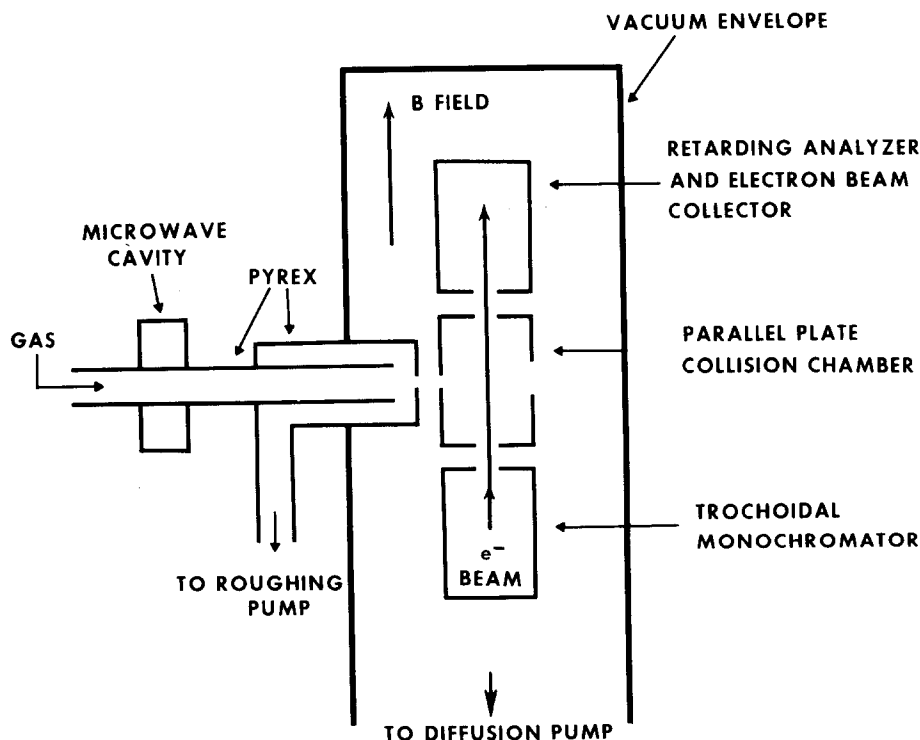 VACUUM ENVELOPE
B FIELD
RETARDING ANALYZER
AND ELECTRON BEAM
COLLECTOR
MICROWAVE
CAVITY
PYREX
GAS
PARALLEL PLATE
COLLISION CHAMBER
TROCHOIDAL
MONOCHROMATOR
e−
BEAM
TO ROUGHING
PUMP
TO DIFFUSION PUMP